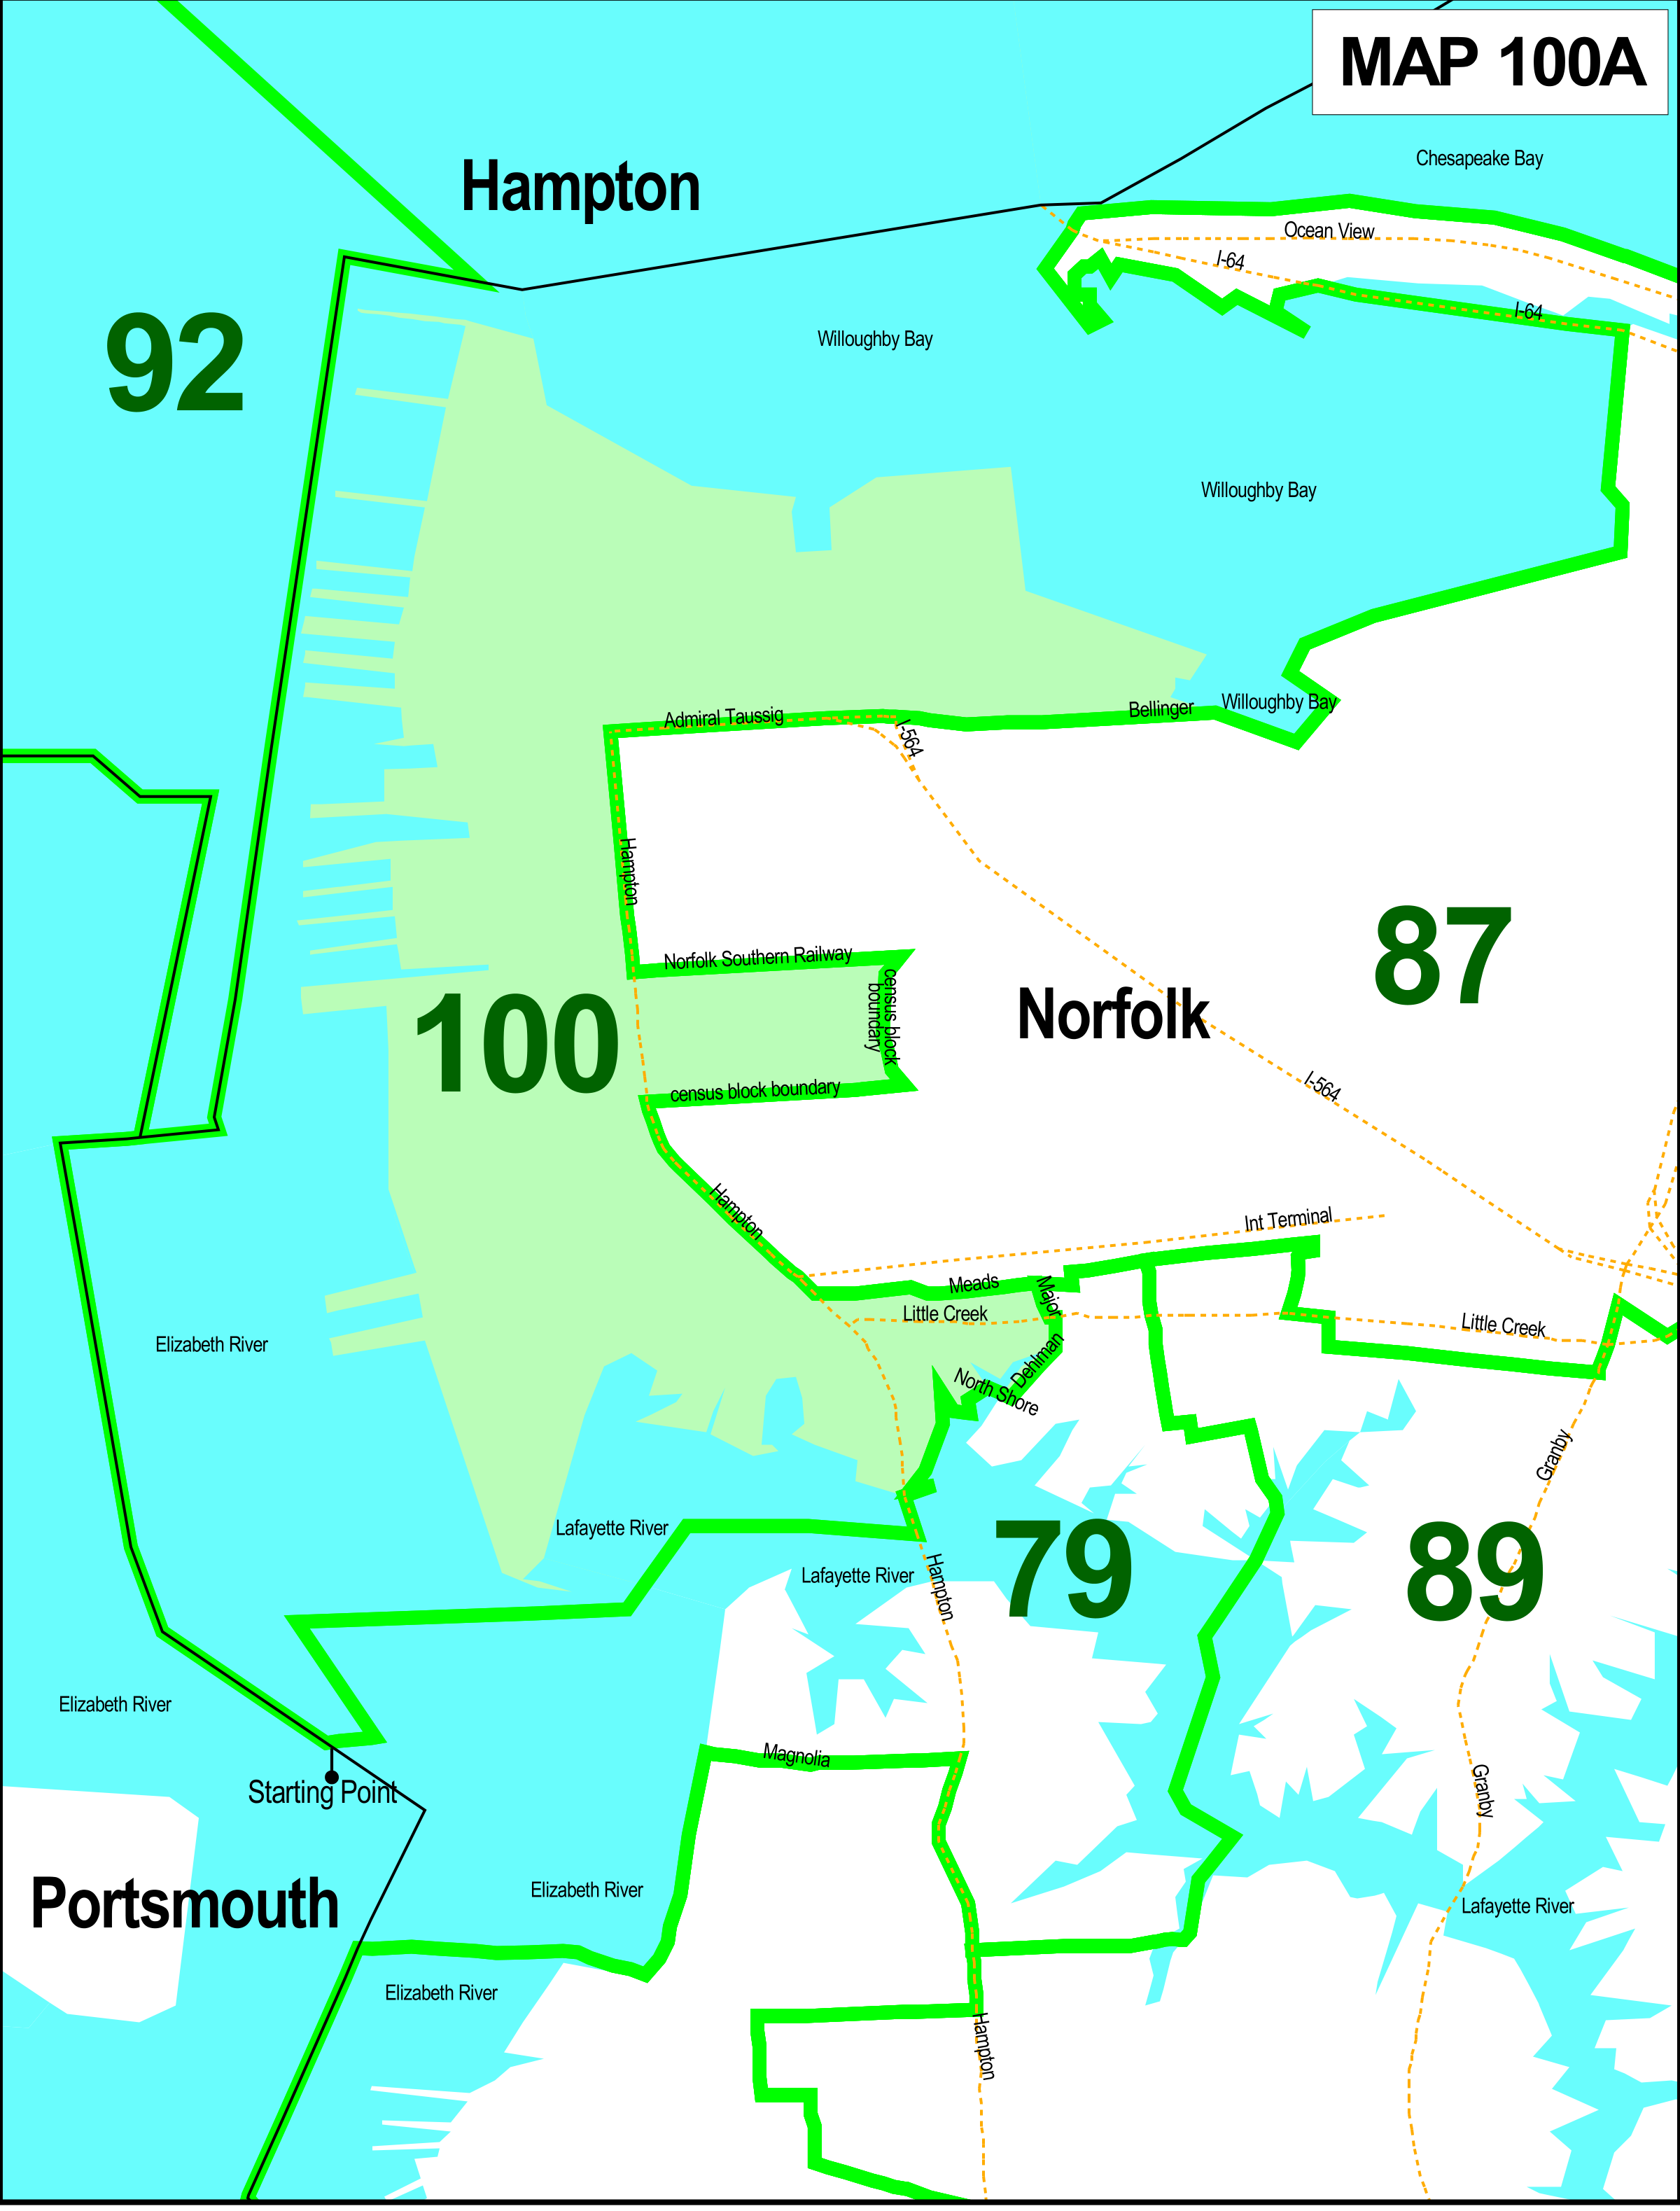 MAP 100A
Chesapeake Bay
Hampton
Ocean View
I-64
I-64
92
Willoughby Bay
Willoughby Bay
Willoughby Bay
Admiral Taussig
Bellinger
I-564
Hampton
87
Norfolk Southern Railway
census block
boundary
Norfolk
100
census block boundary
I-564
Hampton
Int Terminal
Meads
Major
Little Creek
Little Creek
Elizabeth River
Dehlman
North Shore
Granby
Lafayette River
79
89
Lafayette River
Hampton
Elizabeth River
Magnolia
Starting Point
Granby
Portsmouth
Elizabeth River
Lafayette River
Elizabeth River
Hampton